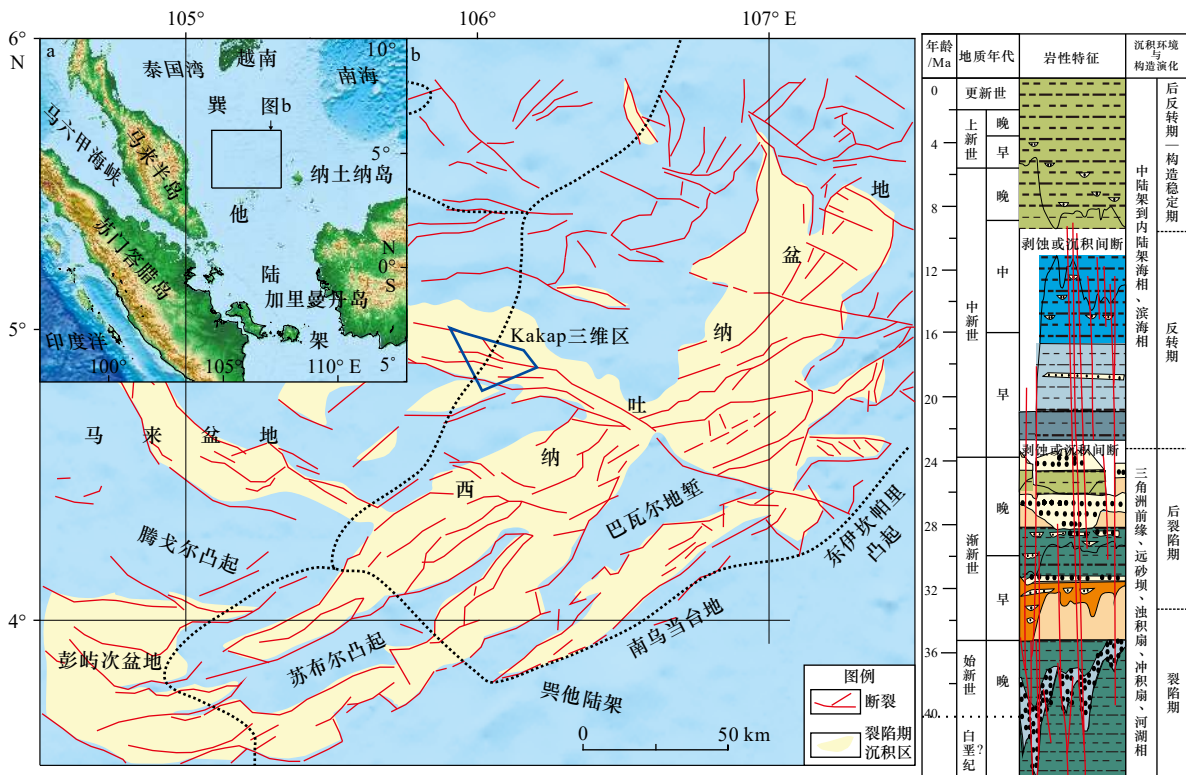 105°
106°
107° E
6°
N
5°
4°
a
泰国湾
越南
10°
南海
巽
图b
马六甲海峡
马来半岛
5°
纳土纳岛
他
苏门答腊岛
N
0°
S
陆
加里曼丹岛
印度洋
架
100°
105°
110° E
5°
b
地
盆
纳
Kakap三维区
吐
马来盆地
纳
西
巴瓦尔地堑
东伊坎帕里
凸起
腾戈尔凸起
南乌当台地
苏布尔凸起
彭屿次盆地
巽他陆架
图例
断裂
裂陷期
沉积区
0
50 km
年龄
/Ma
地质年代
岩性特征
沉积环境
与
构造演化
0
4
8
12
16
20
24
28
32
36
40
更新世
上新世
晚
早
中新世
晚
中
早
渐新世
晚
早
始新世
晚
白垩?
纪
剥蚀或沉积间断
剥蚀或沉积间断
中陆架到内陆架海相、滨海相
三角洲前缘、远砂坝、浊积扇、冲积扇、河湖相
后反转期—构造稳定期
反转期
后裂陷期
裂陷期